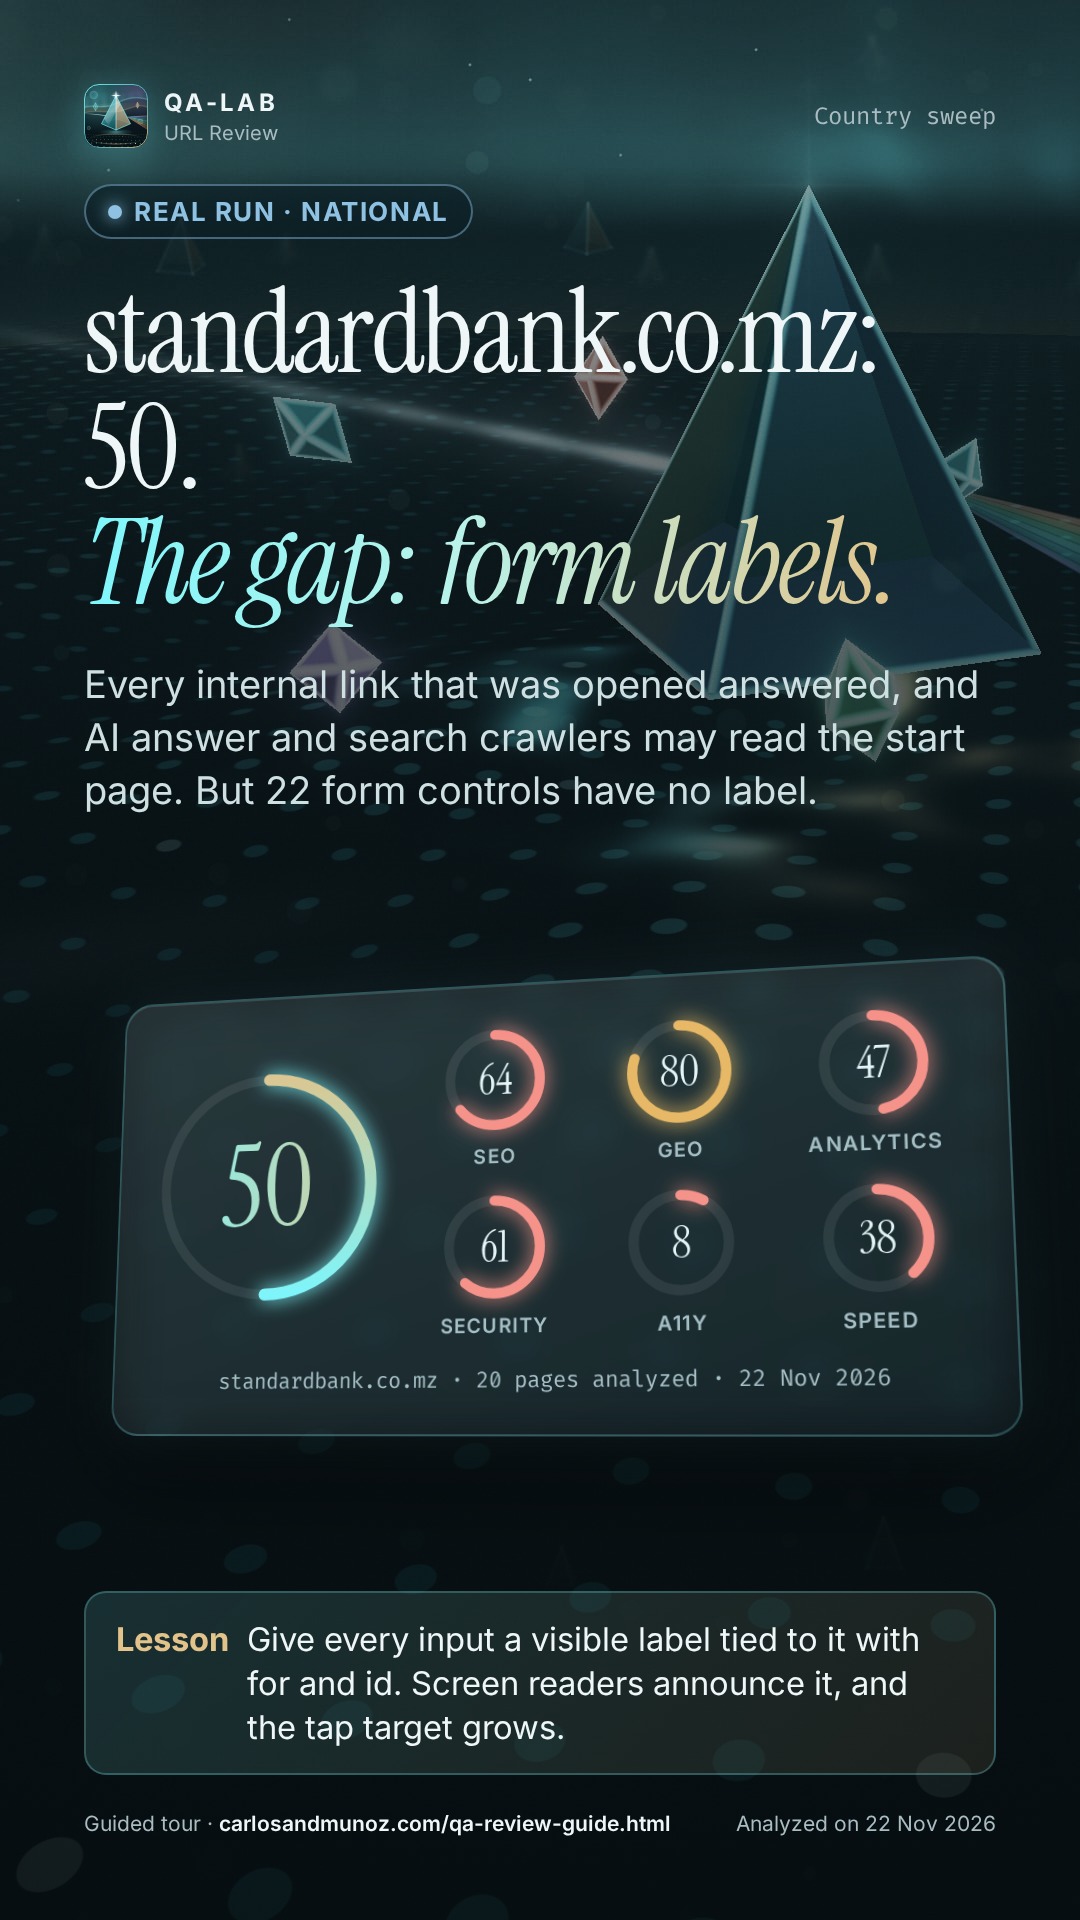 QA-LAB
URL Review
Country sweep
REAL RUN · NATIONAL
standardbank.co.mz:
50.
The gap: form labels.
Every internal link that was opened answered, and
AI answer and search crawlers may read the start
page. But 22 form controls have no label.
50
64
SEO
80
GEO
47
ANALYTICS
61
SECURITY
8
A11Y
38
SPEED
standardbank.co.mz · 20 pages analyzed · 22 Nov 2026
Lesson Give every input a visible label tied to it with
for and id. Screen readers announce it, and
the tap target grows.
Guided tour · carlosandmunoz.com/qa-review-guide.html
Analyzed on 22 Nov 2026